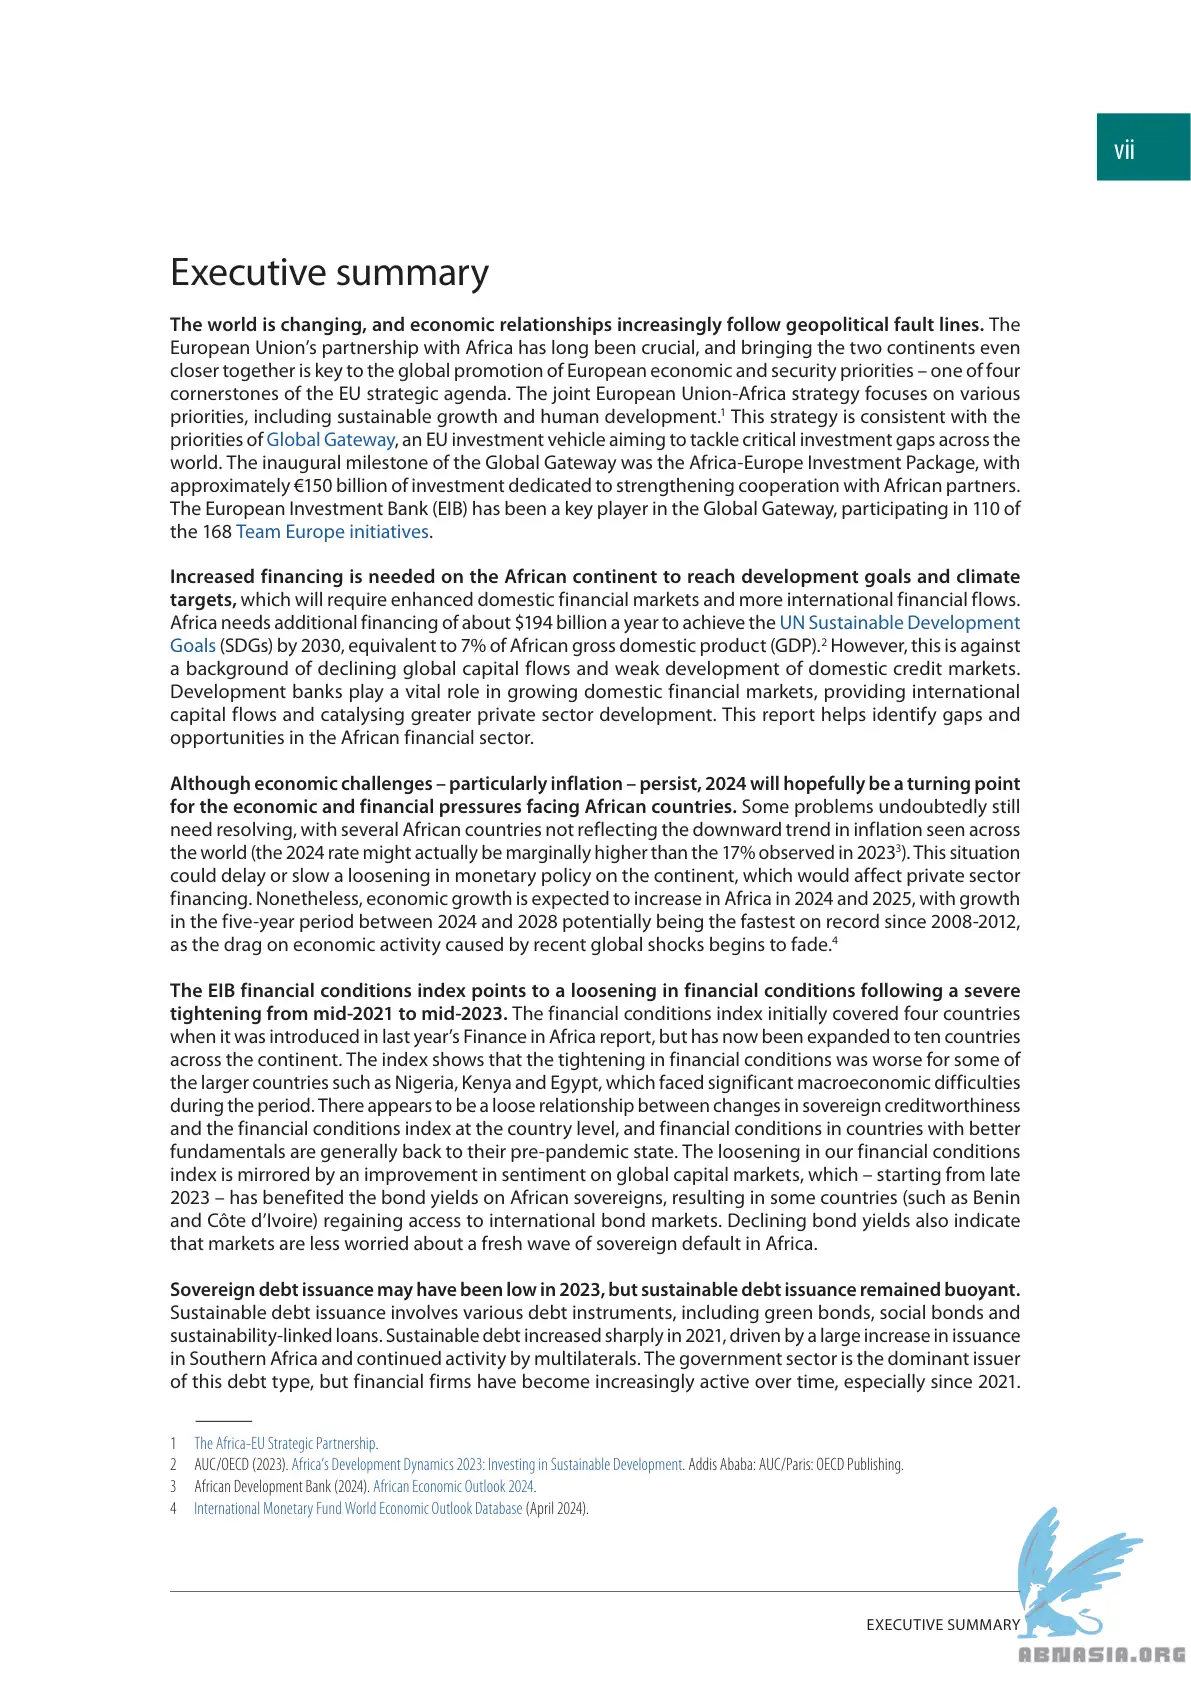 vii
Executive summary
The world is changing, and economic relationships increasingly follow geopolitical fault lines. The
European Union’s partnership with Africa has long been crucial, and bringing the two continents even
closer together is key to the global promotion of European economic and security priorities – one of four
cornerstones of the EU strategic agenda. The joint European Union-Africa strategy focuses on various
priorities, including sustainable growth and human development.1 This strategy is consistent with the
priorities of Global Gateway, an EU investment vehicle aiming to tackle critical investment gaps across the
world. The inaugural milestone of the Global Gateway was the Africa-Europe Investment Package, with
approximately €150 billion of investment dedicated to strengthening cooperation with African partners.
The European Investment Bank (EIB) has been a key player in the Global Gateway, participating in 110 of
the 168 Team Europe initiatives.
Increased financing is needed on the African continent to reach development goals and climate
targets, which will require enhanced domestic financial markets and more international financial flows.
Africa needs additional financing of about $194 billion a year to achieve the UN Sustainable Development
Goals (SDGs) by 2030, equivalent to 7% of African gross domestic product (GDP).2 However, this is against
a background of declining global capital flows and weak development of domestic credit markets.
Development banks play a vital role in growing domestic financial markets, providing international
capital flows and catalysing greater private sector development. This report helps identify gaps and
opportunities in the African financial sector.
Although economic challenges – particularly inflation – persist, 2024 will hopefully be a turning point
for the economic and financial pressures facing African countries. Some problems undoubtedly still
need resolving, with several African countries not reflecting the downward trend in inflation seen across
the world (the 2024 rate might actually be marginally higher than the 17% observed in 20233). This situation
could delay or slow a loosening in monetary policy on the continent, which would affect private sector
financing. Nonetheless, economic growth is expected to increase in Africa in 2024 and 2025, with growth
in the five-year period between 2024 and 2028 potentially being the fastest on record since 2008-2012,
as the drag on economic activity caused by recent global shocks begins to fade.4
The EIB financial conditions index points to a loosening in financial conditions following a severe
tightening from mid-2021 to mid-2023. The financial conditions index initially covered four countries
when it was introduced in last year’s Finance in Africa report, but has now been expanded to ten countries
across the continent. The index shows that the tightening in financial conditions was worse for some of
the larger countries such as Nigeria, Kenya and Egypt, which faced significant macroeconomic difficulties
during the period. There appears to be a loose relationship between changes in sovereign creditworthiness
and the financial conditions index at the country level, and financial conditions in countries with better
fundamentals are generally back to their pre-pandemic state. The loosening in our financial conditions
index is mirrored by an improvement in sentiment on global capital markets, which – starting from late
2023 – has benefited the bond yields on African sovereigns, resulting in some countries (such as Benin
and Côte d’Ivoire) regaining access to international bond markets. Declining bond yields also indicate
that markets are less worried about a fresh wave of sovereign default in Africa.
Sovereign debt issuance may have been low in 2023, but sustainable debt issuance remained buoyant.
Sustainable debt issuance involves various debt instruments, including green bonds, social bonds and
sustainability-linked loans. Sustainable debt increased sharply in 2021, driven by a large increase in issuance
in Southern Africa and continued activity by multilaterals. The government sector is the dominant issuer
of this debt type, but financial firms have become increasingly active over time, especially since 2021.
1 The Africa-EU Strategic Partnership.
2 AUC/OECD (2023). Africa’s Development Dynamics 2023: Investing in Sustainable Development. Addis Ababa: AUC/Paris: OECD Publishing.
3 African Development Bank (2024). African Economic Outlook 2024.
4 International Monetary Fund World Economic Outlook Database (April 2024).
EXECUTIVE SUMMARY
ABNASIA.ORG